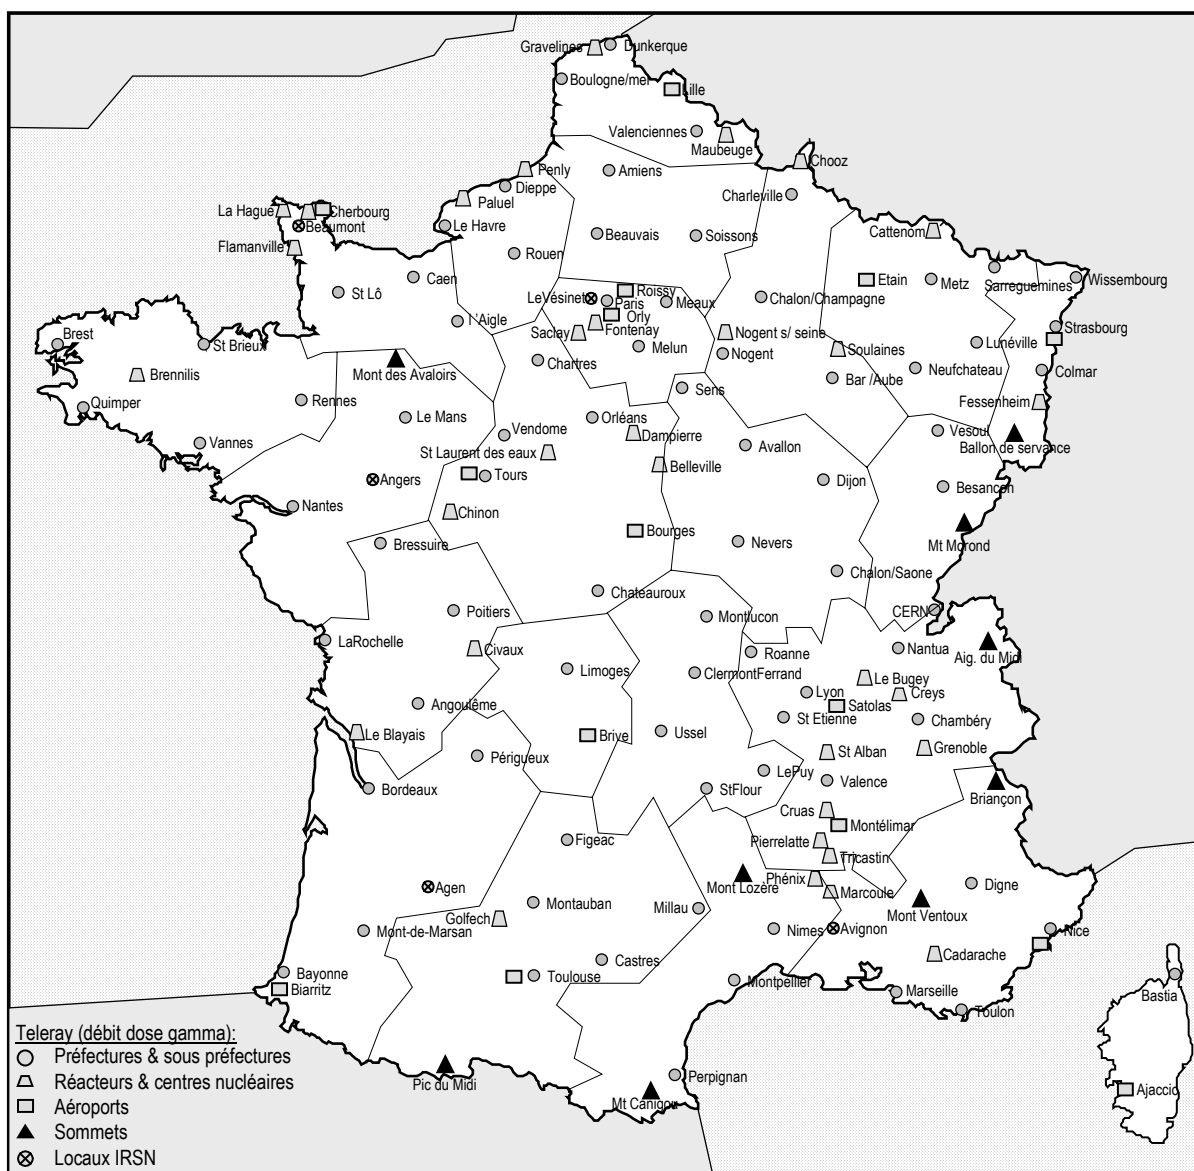 Gravelines
Dunkerque
Boulogne/mer
Lille
Valenciennes
Maubeuge
Chooz
Penly
Amiens
Dieppe
Charleville
Paluel
La Hague
Cherbourg
Beaumont
Le Havre
Beauvais
Soissons
Cattenom
Flamanville
Rouen
Caen
Etain
Metz
Sarreguemines
Wissembourg
St Lô
LeVésinet
Roissy
Paris
Meaux
Chalon/Champagne
Orly
l 'Aigle
Fontenay
Saclay
Nogent s/ seine
Strasbourg
Brest
St Brieux
Melun
Nogent
Soulaines
Lunéville
Mont des Avaloirs
Chartres
Brennilis
Bar /Aube
Neufchateau
Colmar
Sens
Quimper
Rennes
Le Mans
Orléans
Fessenheim
Vendome
Dampierre
Avallon
Vesoul
Vannes
St Laurent des eaux
Ballon de servance
Belleville
Angers
Tours
Dijon
Besançon
Nantes
Chinon
Bourges
Nevers
Mt Morond
Bressuire
Chalon/Saone
Chateauroux
Poitiers
Montlucon
CERN
LaRochelle
Civaux
Roanne
Nantua
Aig. du Midi
Limoges
ClermontFerrand
Le Bugey
Lyon
Creys
Angoulême
Satolas
St Etienne
Chambéry
Le Blayais
Brive
Ussel
St Alban
Grenoble
Périgueux
LePuy
Valence
Bordeaux
StFlour
Briançon
Cruas
Montélimar
Figeac
Pierrelatte
Tricastin
Agen
Mont Lozère
Phénix
Marcoule
Digne
Montauban
Millau
Mont Ventoux
Golfech
Mont-de-Marsan
Nimes
Avignon
Nice
Castres
Cadarache
Bayonne
Toulouse
Montpellier
Biarritz
Marseille
Toulon
Bastia
Teleray (débit dose gamma):
Préfectures & sous préfectures
Réacteurs & centres nucléaires
Aéroports
Sommets
Locaux IRSN
Pic du Midi
Perpignan
Mt Canigou
Ajaccio